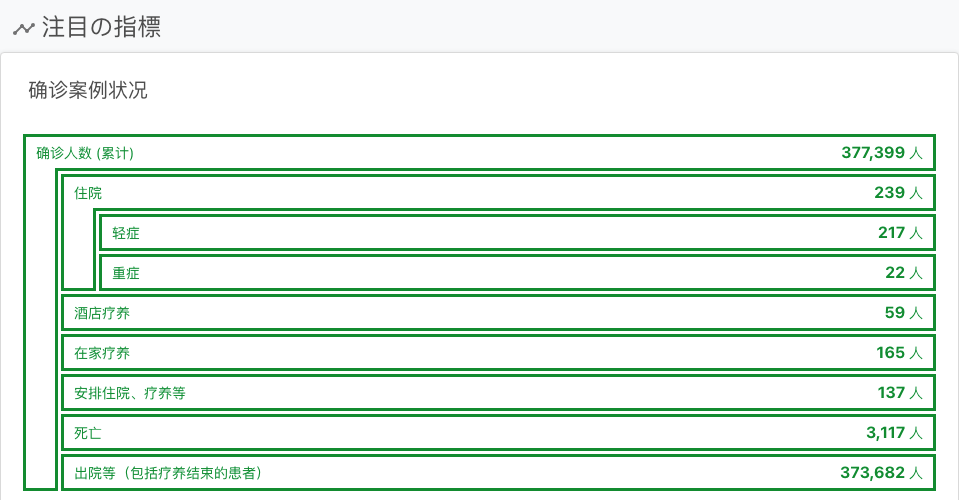 注目の指標
确诊案例状况
确诊人数 (累计) 377,399 人
住院 239 人
轻症 217 人
重症 22 人
酒店疗养 59 人
在家疗养 165 人
安排住院、疗养等 137 人
死亡 3,117 人
出院等（包括疗养结束的患者） 373,682 人